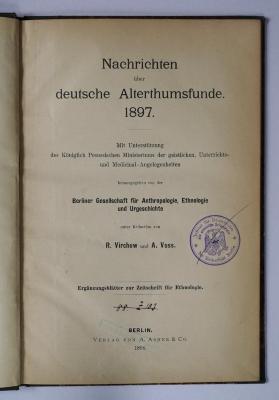 Nachrichten
über
deutsche Alterthumsfunde.
1897.
Mit Unterstützung
des Königlich Preussischen Ministeriums der geistlichen, Unterrichts-
und Medicinal-Angelegenheiten
herausgegeben von der
Berliner Gesellschaft für Anthropologie, Ethnologie
und Urgeschichte
unter Redaction von
R. Virchow und A. Voss.
Ergänzungsblätter zur Zeitschrift für Ethnologie.
BERLIN.
VERLAG VON A. ASHER & CO.